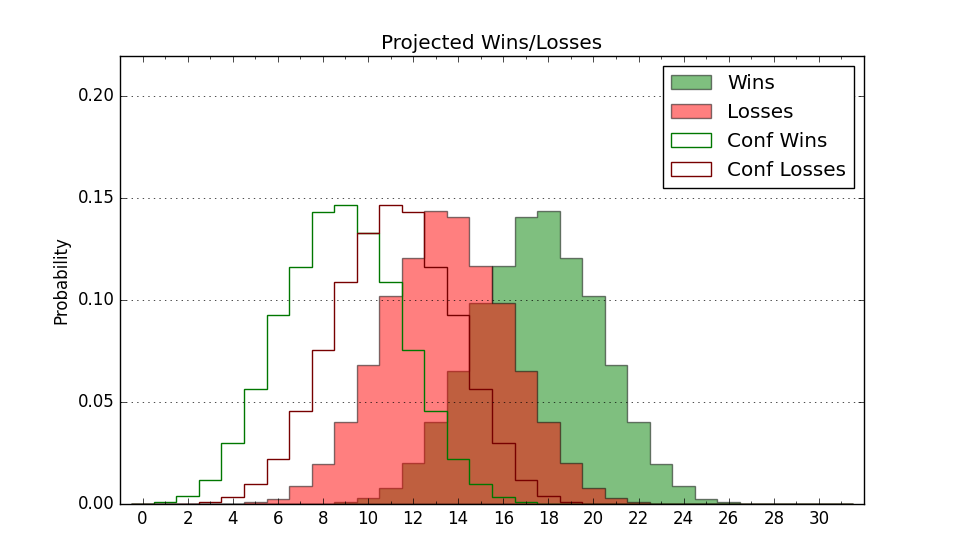 Projected Wins/Losses
Wins
Losses
Conf Wins
Conf Losses
Probability
0.20
0.15
0.10
0.05
0.00
0 2 4 6 8 10 12 14 16 18 20 22 24 26 28 30